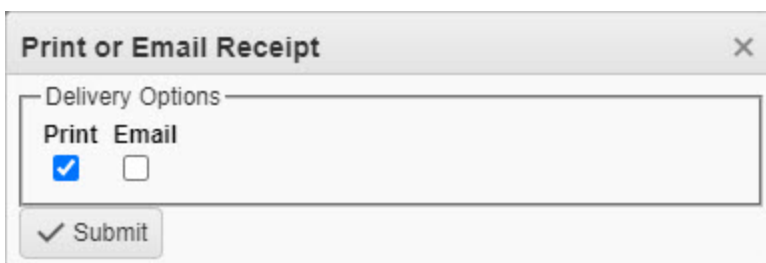 Print or Email Receipt
Delivery Options
Print Email
Submit